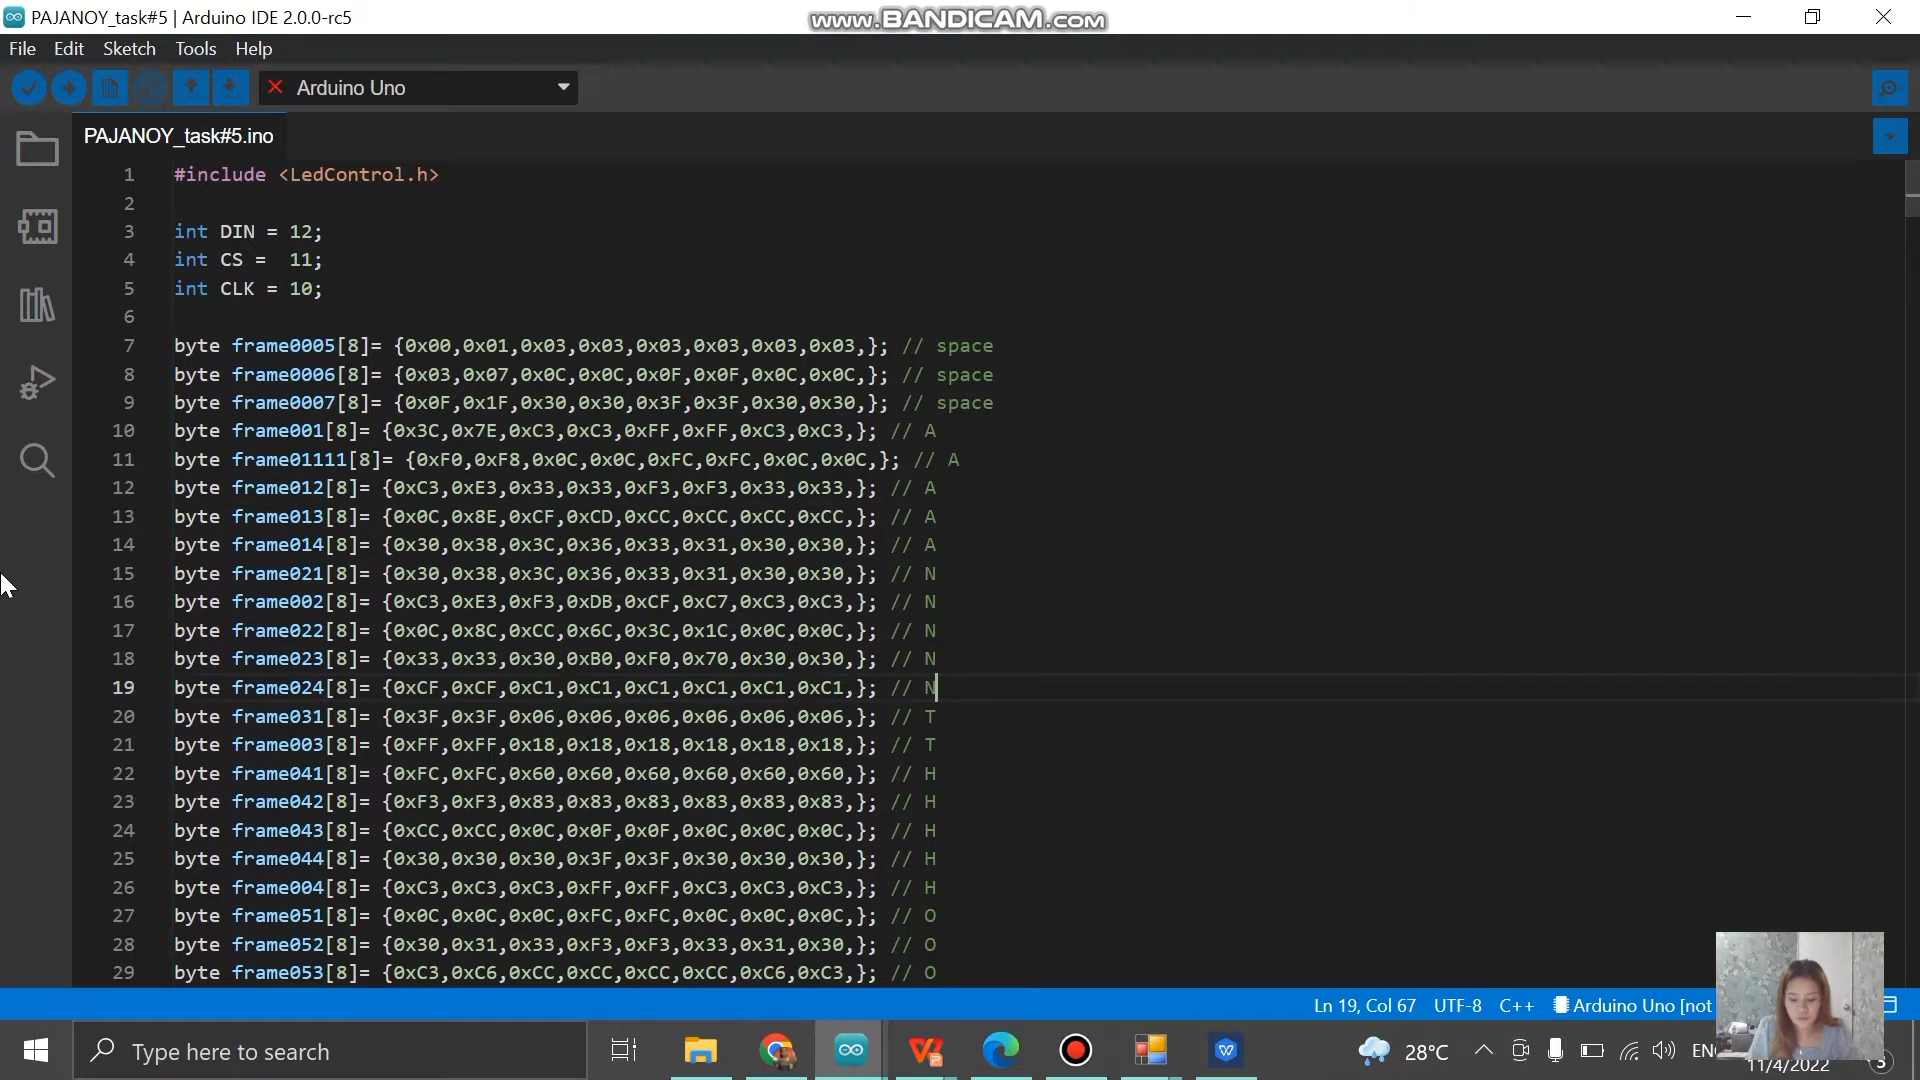 PAJANOY_task#5 | Arduino IDE 2.0.0-rc5
www.BANDICAM.com
File Edit Sketch Tools Help
Arduino Uno
PAJANOY_task#5.ino
1 #include <LedControl.h>
2
3 int DIN = 12;
4 int CS =  11;
5 int CLK = 10;
6
7 byte frame0005[8]= {0x00,0x01,0x03,0x03,0x03,0x03,0x03,0x03,}; // space
8 byte frame0006[8]= {0x03,0x07,0x0C,0x0C,0x0F,0x0F,0x0C,0x0C,}; // space
9 byte frame0007[8]= {0x0F,0x1F,0x30,0x30,0x3F,0x3F,0x30,0x30,}; // space
10 byte frame001[8]= {0x3C,0x7E,0xC3,0xC3,0xFF,0xFF,0xC3,0xC3,}; // A
11 byte frame01111[8]= {0xF0,0xF8,0x0C,0x0C,0xFC,0xFC,0x0C,0x0C,}; // A
12 byte frame012[8]= {0xC3,0xE3,0x33,0x33,0xF3,0xF3,0x33,0x33,}; // A
13 byte frame013[8]= {0x0C,0x8E,0xCF,0xCD,0xCC,0xCC,0xCC,0xCC,}; // A
14 byte frame014[8]= {0x30,0x38,0x3C,0x36,0x33,0x31,0x30,0x30,}; // A
15 byte frame021[8]= {0x30,0x38,0x3C,0x36,0x33,0x31,0x30,0x30,}; // N
16 byte frame002[8]= {0xC3,0xE3,0xF3,0xDB,0xCF,0xC7,0xC3,0xC3,}; // N
17 byte frame022[8]= {0x0C,0x8C,0xCC,0x6C,0x3C,0x1C,0x0C,0x0C,}; // N
18 byte frame023[8]= {0x33,0x33,0x30,0xB0,0xF0,0x70,0x30,0x30,}; // N
19 byte frame024[8]= {0xCF,0xCF,0xC1,0xC1,0xC1,0xC1,0xC1,0xC1,}; // N
20 byte frame031[8]= {0x3F,0x3F,0x06,0x06,0x06,0x06,0x06,0x06,}; // T
21 byte frame003[8]= {0xFF,0xFF,0x18,0x18,0x18,0x18,0x18,0x18,}; // T
22 byte frame041[8]= {0xFC,0xFC,0x60,0x60,0x60,0x60,0x60,0x60,}; // H
23 byte frame042[8]= {0xF3,0xF3,0x83,0x83,0x83,0x83,0x83,0x83,}; // H
24 byte frame043[8]= {0xCC,0xCC,0x0C,0x0F,0x0F,0x0C,0x0C,0x0C,}; // H
25 byte frame044[8]= {0x30,0x30,0x30,0x3F,0x3F,0x30,0x30,0x30,}; // H
26 byte frame004[8]= {0xC3,0xC3,0xC3,0xFF,0xFF,0xC3,0xC3,0xC3,}; // H
27 byte frame051[8]= {0x0C,0x0C,0x0C,0xFC,0xFC,0x0C,0x0C,0x0C,}; // O
28 byte frame052[8]= {0x30,0x31,0x33,0xF3,0xF3,0x33,0x31,0x30,}; // O
29 byte frame053[8]= {0xC3,0xC6,0xCC,0xCC,0xCC,0xCC,0xC6,0xC3,}; // O
Ln 19, Col 67 UTF-8 C++ Arduino Uno [not
Type here to search
28°C
11/4/2022
3